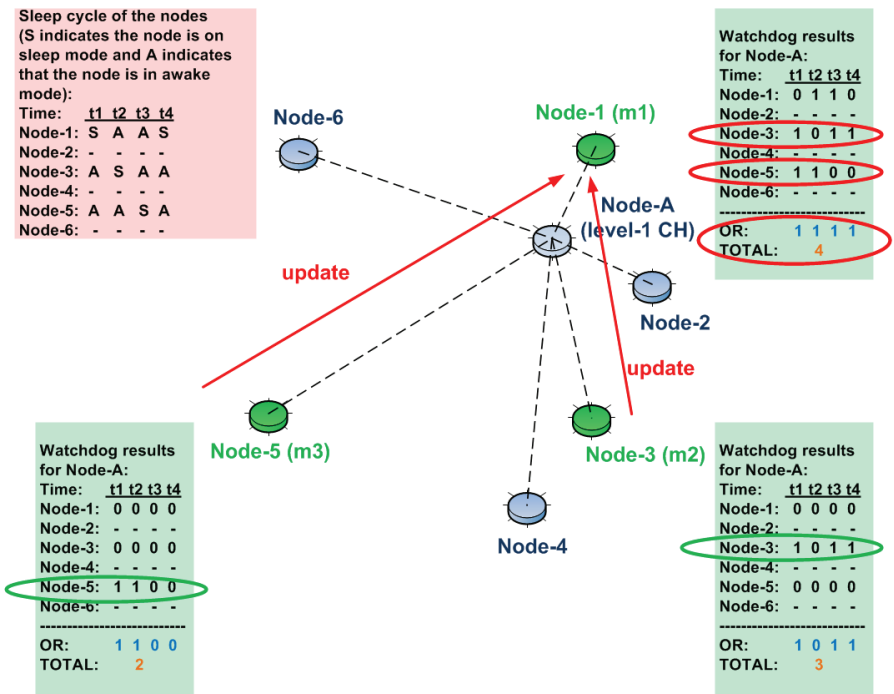 Sleep cycle of the nodes
(S indicates the node is on
sleep mode and A indicates
that the node is in awake
mode):
Time: t1 t2 t3 t4
Node-1: S A A S
Node-2: - - - -
Node-3: A S A A
Node-4: - - - -
Node-5: A A S A
Node-6: - - - -
Node-6
Node-1 (m1)
Watchdog results
for Node-A:
Time: t1 t2 t3 t4
Node-1: 0 1 1 0
Node-2: - - - -
Node-3: 1 0 1 1
Node-4: - - - -
Node-5: 1 1 0 0
Node-6: - - - -
----------------------------
OR: 1 1 1 1
TOTAL: 4
Node-A
(level-1 CH)
update
Node-2
update
Node-5 (m3)
Node-3 (m2)
Node-4
Watchdog results
for Node-A:
Time: t1 t2 t3 t4
Node-1: 0 0 0 0
Node-2: - - - -
Node-3: 0 0 0 0
Node-4: - - - -
Node-5: 1 1 0 0
Node-6: - - - -
----------------------------
OR: 1 1 0 0
TOTAL: 2
Watchdog results
for Node-A:
Time: t1 t2 t3 t4
Node-1: 0 0 0 0
Node-2: - - - -
Node-3: 1 0 1 1
Node-4: - - - -
Node-5: 0 0 0 0
Node-6: - - - -
----------------------------
OR: 1 0 1 1
TOTAL: 3